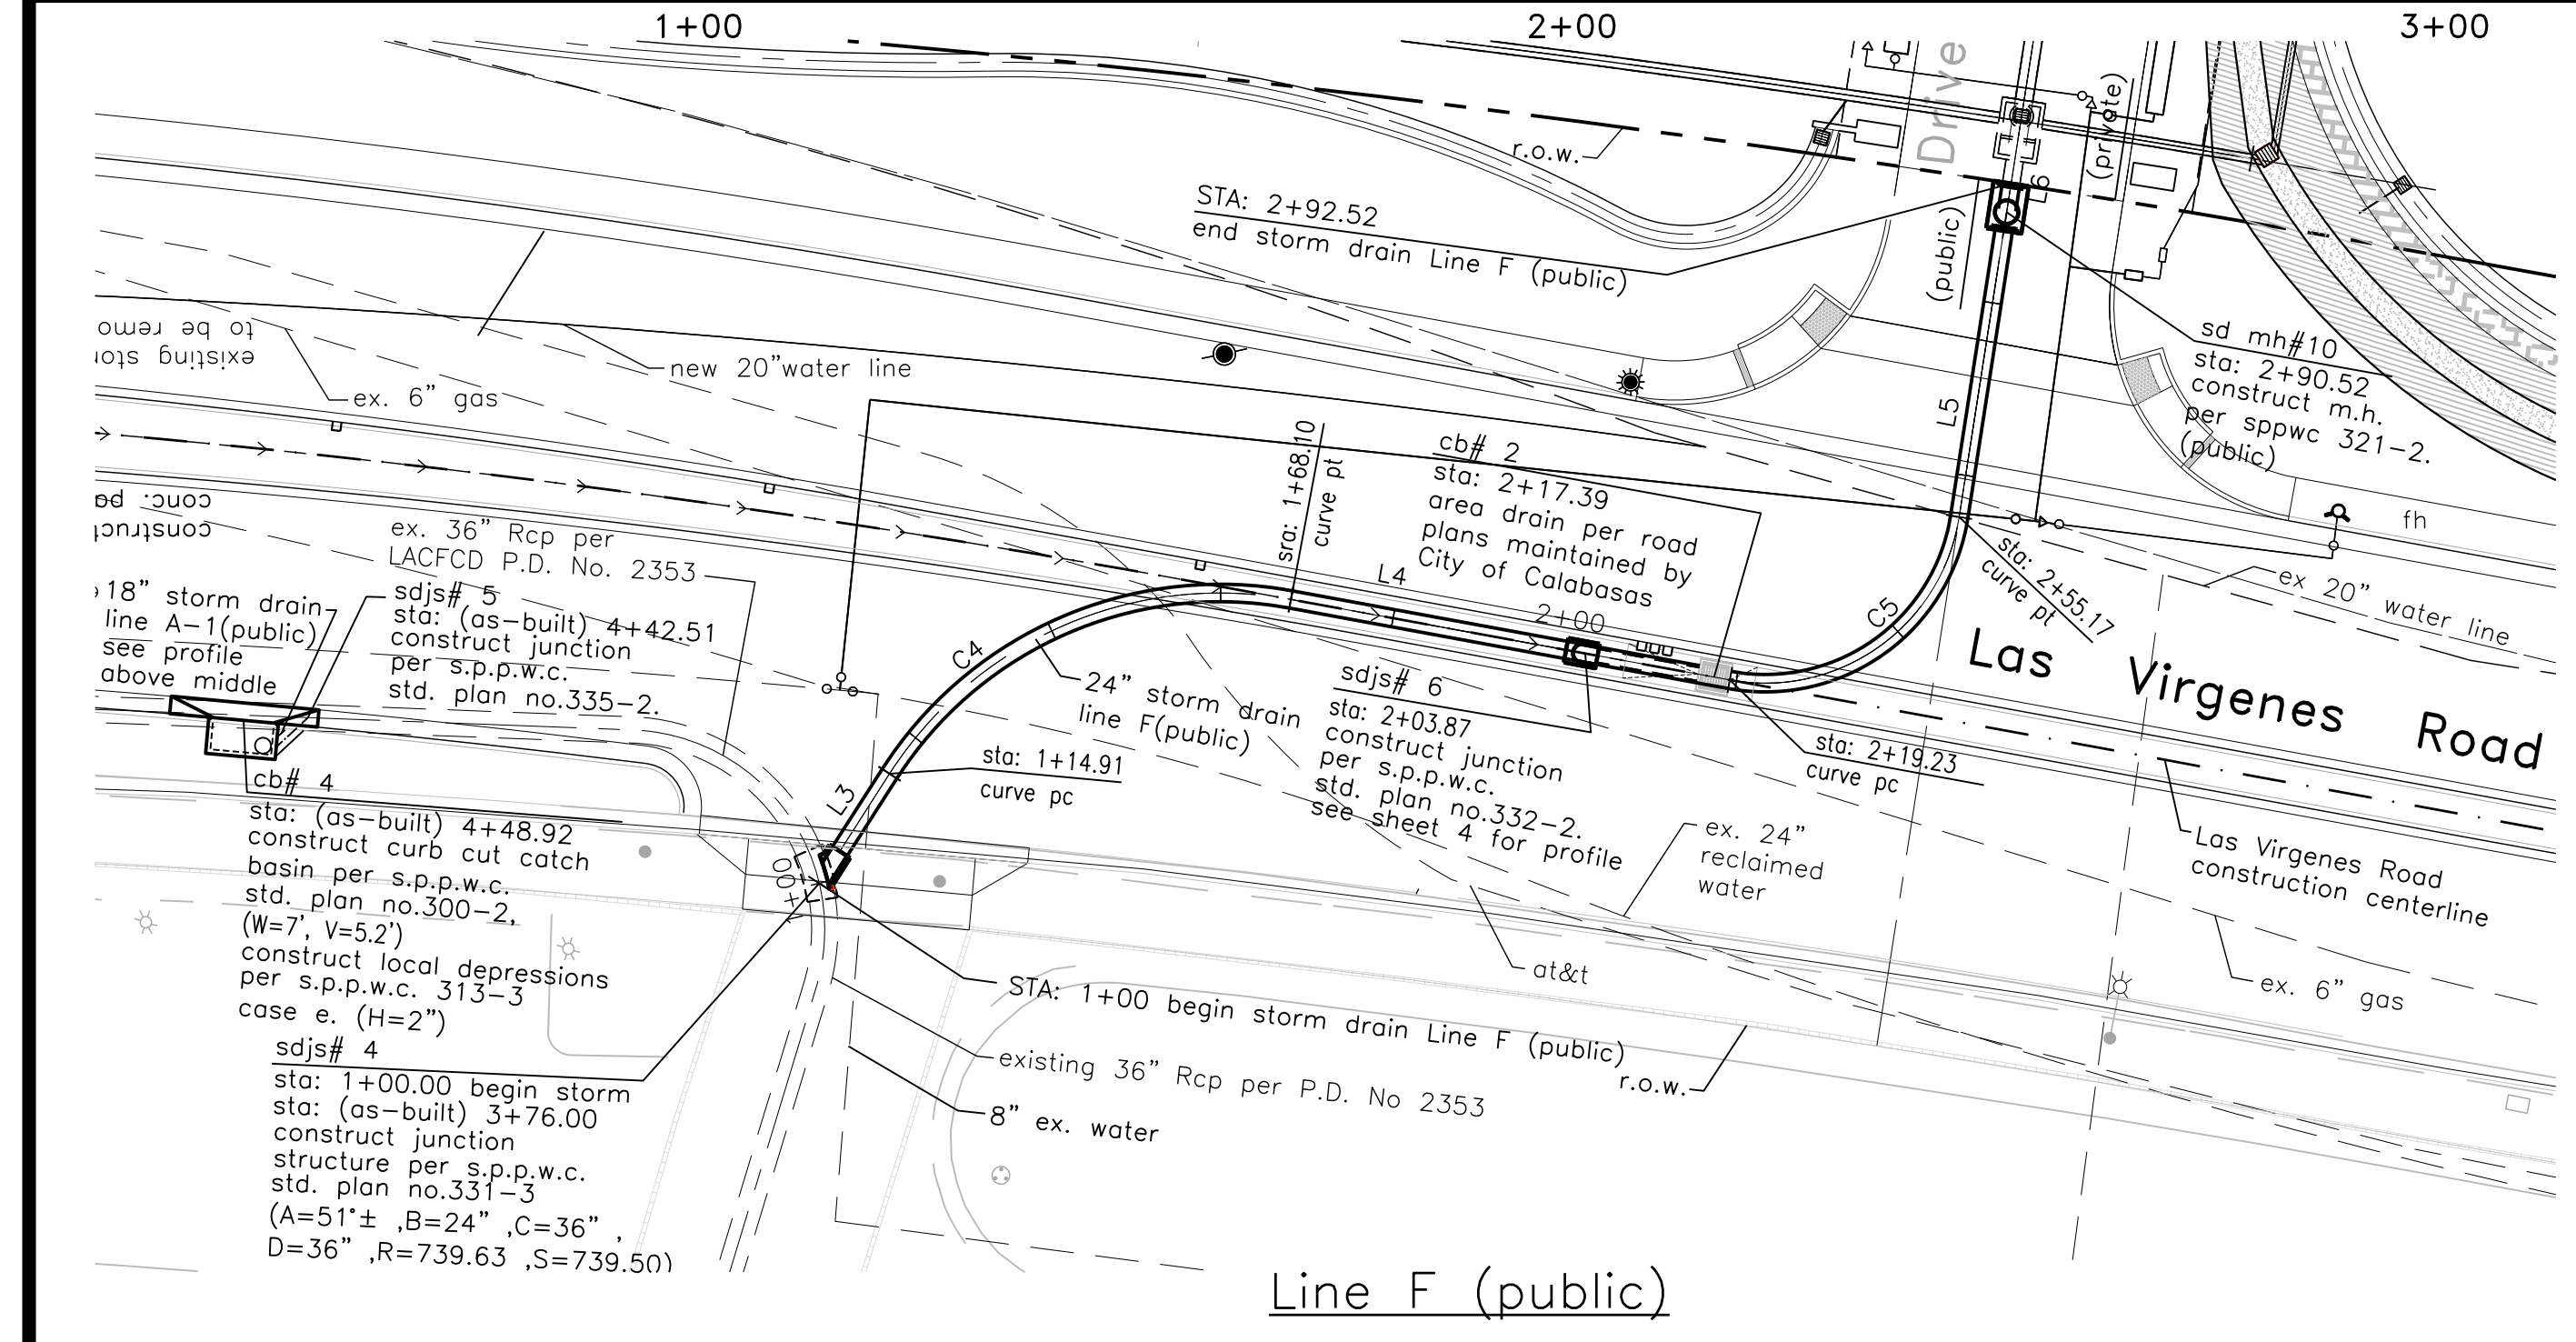 1+00
2+00
3+00
Drive
(private)
r.o.w.
STA: 2+92.52
end storm drain Line F (public)
(public)
sd mh#10
sta: 2+90.52
construct m.h.
per sppwc 321-2.
(public)
to be remo
existing stor
new 20"water line
ex. 6" gas
L5
sra: 1+68.10
curve pt
cb# 2
sta: 2+17.39
area drain per road
plans maintained by
City of Calabasas
2+00
L4
fh
sta: 2+55.17
curve pt
ex 20" water line
conc. pa
construct
ex. 36" Rcp per
LACFCD P.D. No. 2353
18" storm drain
line A-1(public)
see profile
above middle
sdjs# 5
sta: (as-built) 4+42.51
construct junction
per s.p.p.w.c.
std. plan no.335-2.
C4
C5
Las Virgenes Road
24" storm drain
line F(public)
sdjs# 6
sta: 2+03.87
construct junction
per s.p.p.w.c.
std. plan no.332-2.
see sheet 4 for profile
sta: 2+19.23
curve pc
sta: 1+14.91
curve pc
L3
1+00
cb# 4
sta: (as-built) 4+48.92
construct curb cut catch
basin per s.p.p.w.c.
std. plan no.300-2,
(W=7', V=5.2')
construct local depressions
per s.p.p.w.c. 313-3
case e. (H=2")
ex. 24"
reclaimed
water
Las Virgenes Road
construction centerline
at&t
ex. 6" gas
STA: 1+00 begin storm drain Line F (public)
existing 36" Rcp per P.D. No 2353
r.o.w.
8" ex. water
sdjs# 4
sta: 1+00.00 begin storm
sta: (as-built) 3+76.00
construct junction
structure per s.p.p.w.c.
std. plan no.331-3
(A=51°± ,B=24" ,C=36" ,
D=36" ,R=739.63 ,S=739.50)
Line F (public)